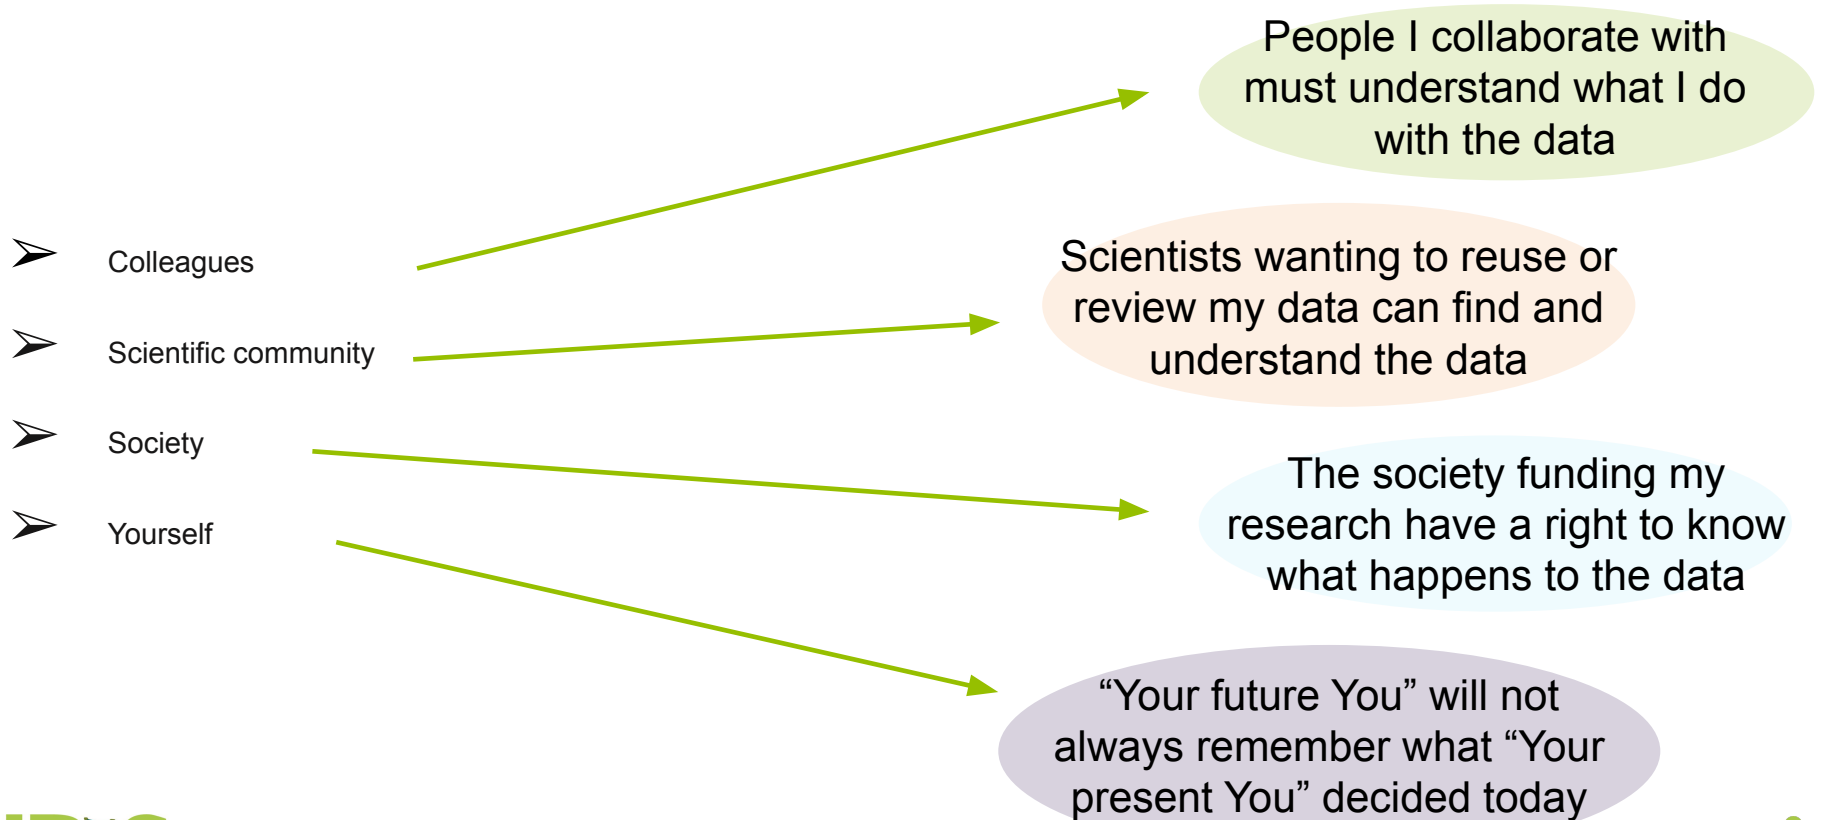 Colleagues
Scientific community
Society
Yourself
People I collaborate with
must understand what I do
with the data
Scientists wanting to reuse or
review my data can find and
understand the data
The society funding my
research have a right to know
what happens to the data
“Your future You” will not
always remember what “Your
present You” decided today